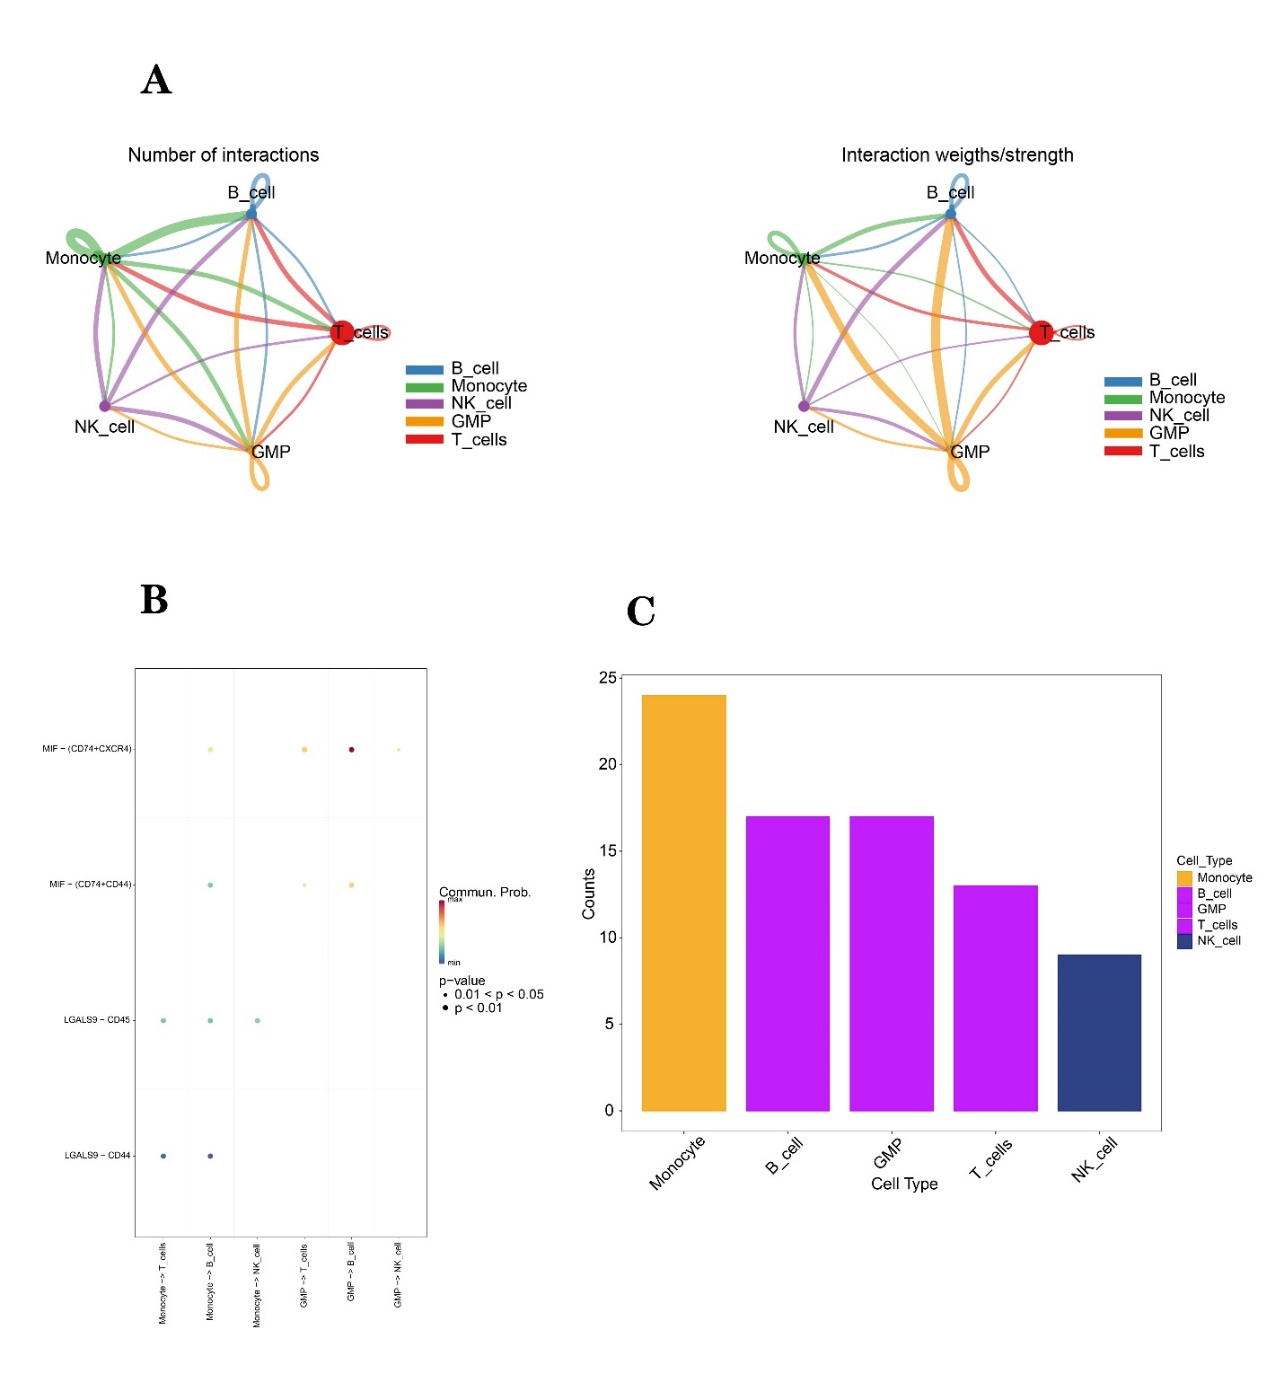 A
Number of interactions
B_cell
Monocyte
T_cells
NK_cell
GMP
B_cell
Monocyte
NK_cell
GMP
T_cells
Interaction weigths/strength
B_cell
Monocyte
T_cells
NK_cell
GMP
B_cell
Monocyte
NK_cell
GMP
T_cells
B
MIF − (CD74+CXCR4)
MIF − (CD74+CD44)
LGALS9 − CD45
LGALS9 − CD44
Monocyte −> T_cells
Monocyte −> B_cell
Monocyte −> NK_cell
GMP −> T_cells
GMP −> B_cell
GMP −> NK_cell
Commun. Prob.
max
min
p−value
0.01 < p < 0.05
p < 0.01
C
25
20
15
10
5
0
Counts
Monocyte
B_cell
GMP
T_cells
NK_cell
Cell Type
Cell_Type
Monocyte
B_cell
GMP
T_cells
NK_cell